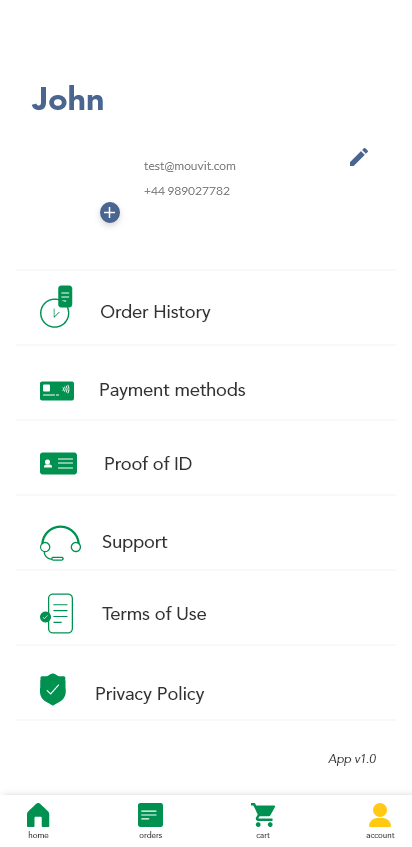 John
test@mouvit.com
+44 989027782
Order History
Payment methods
Proof of ID
Support
Terms of Use
Privacy Policy
App v1.0
home
orders
cart
account